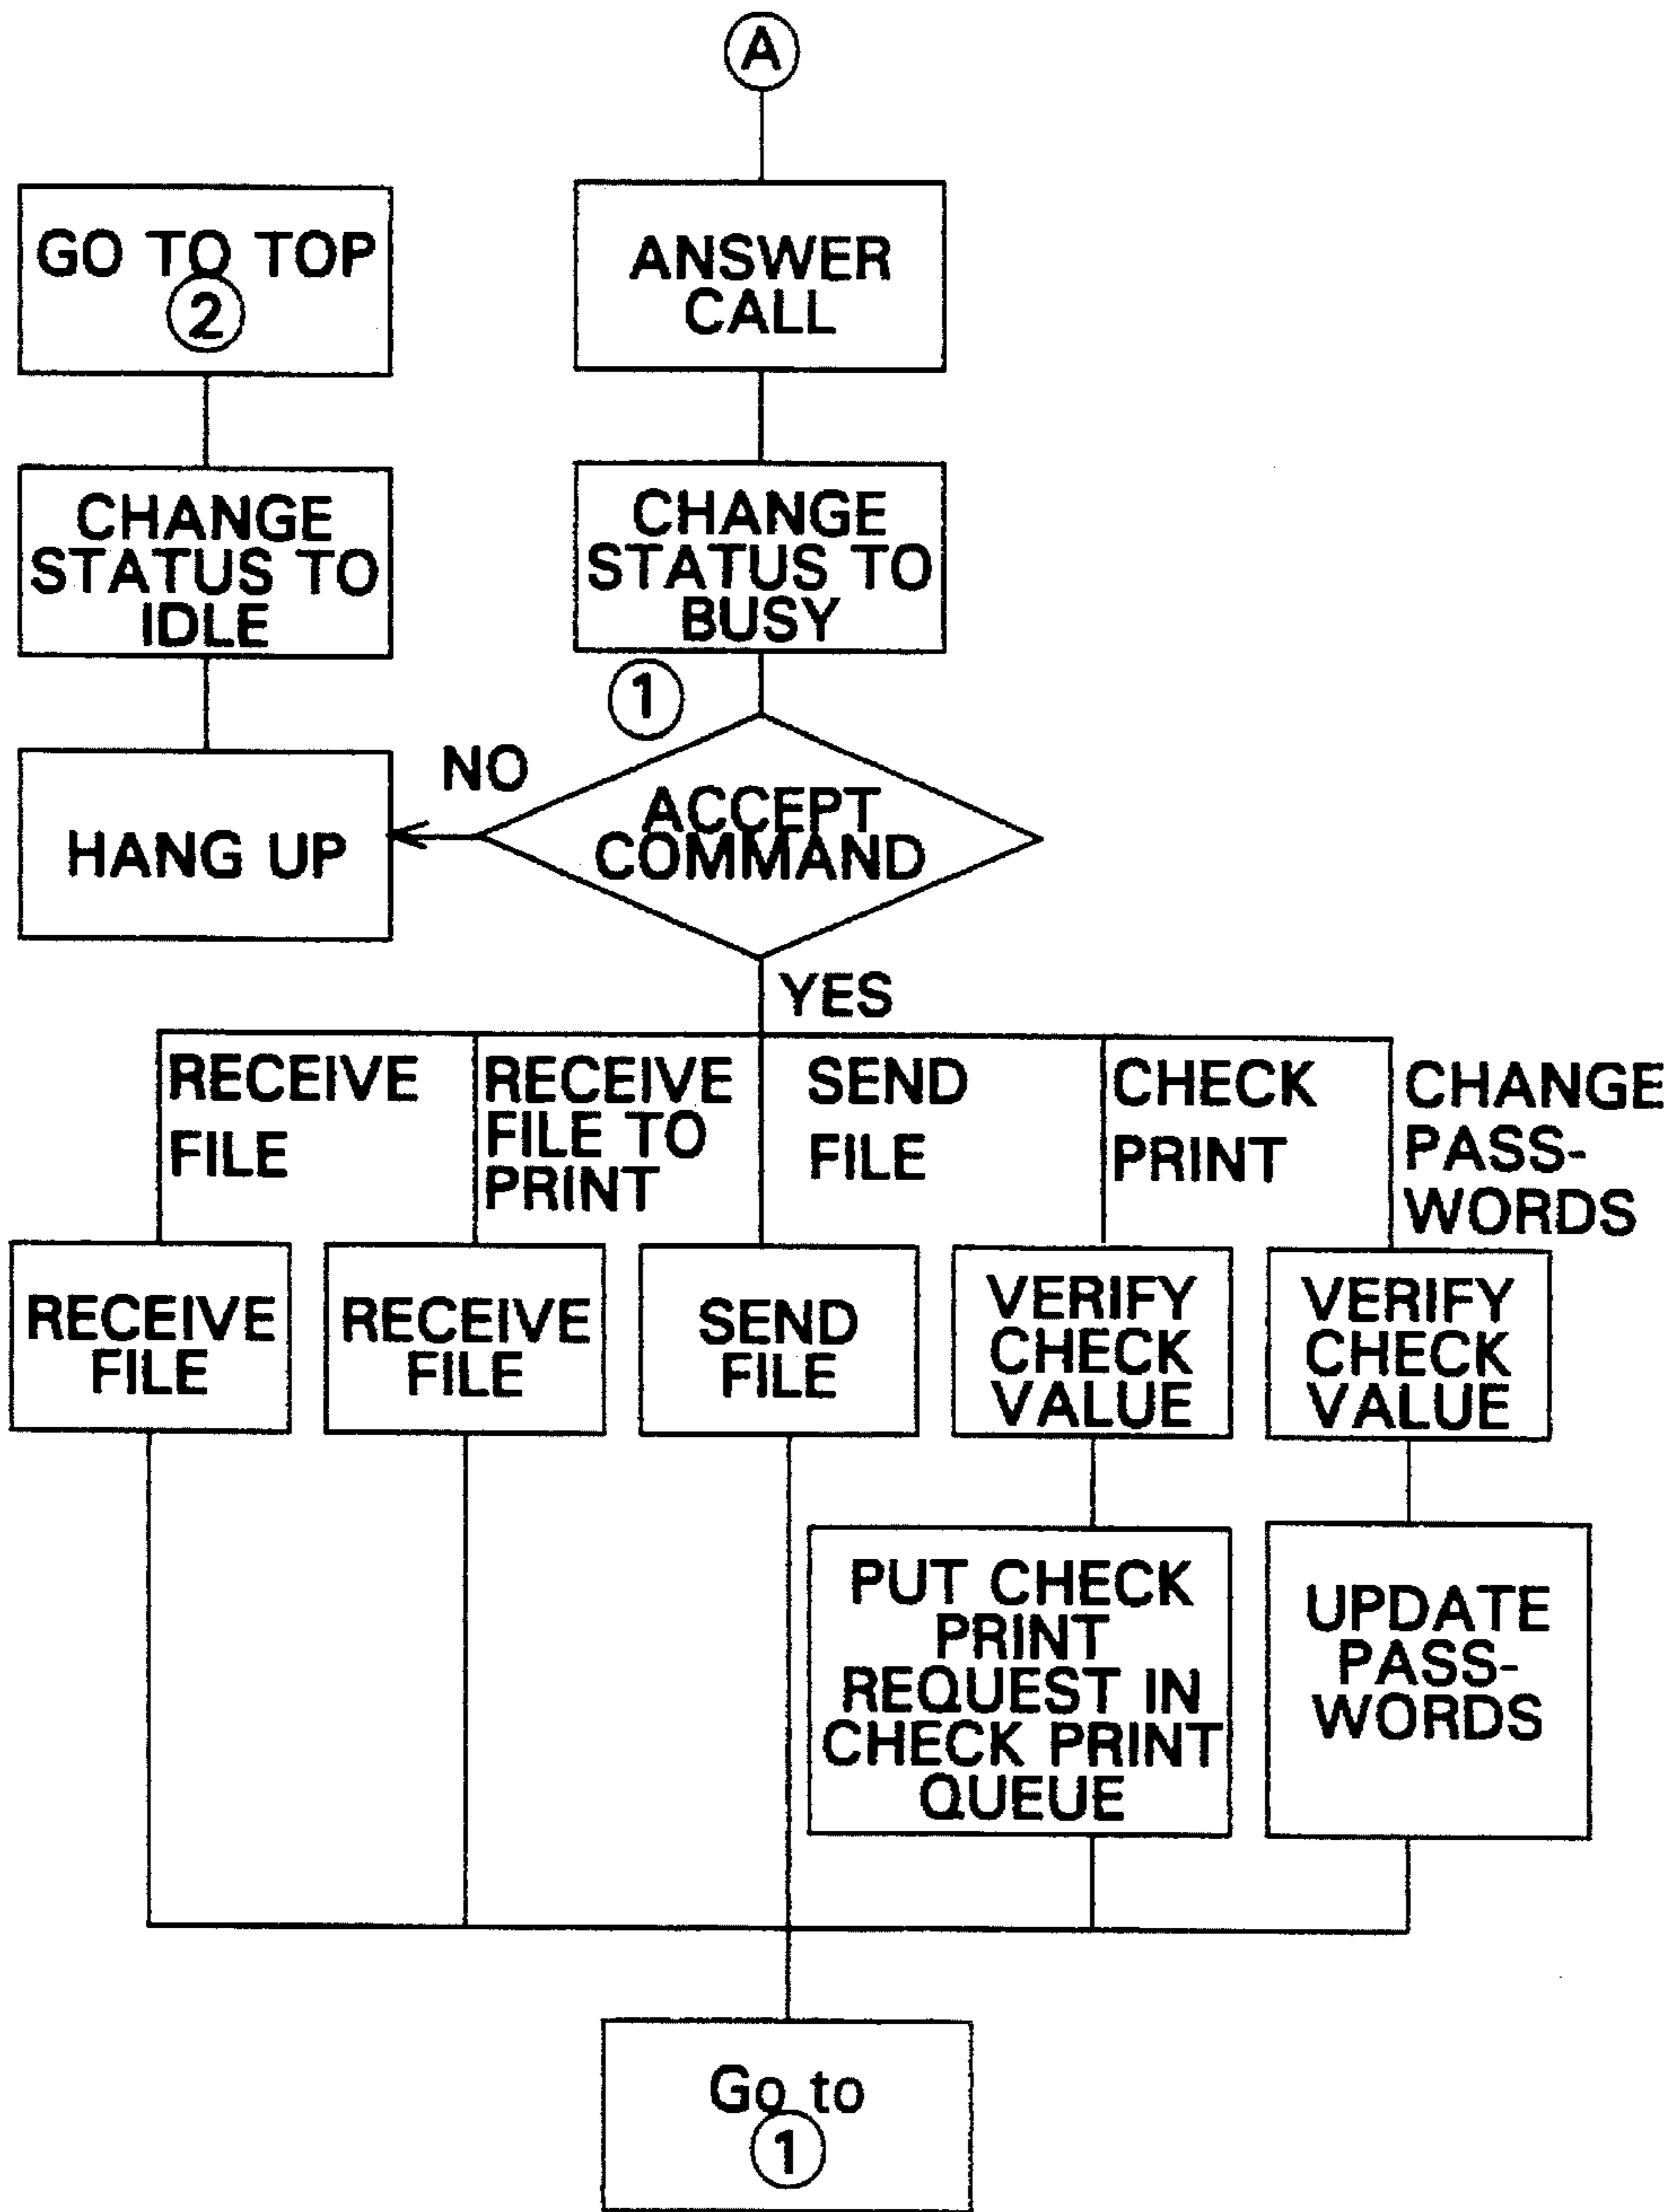 A
GO TO TOP
2
ANSWER
CALL
CHANGE
STATUS TO
IDLE
CHANGE
STATUS TO
BUSY
1
NO
HANG UP
ACCEPT
COMMAND
YES
RECEIVE
FILE
RECEIVE
FILE TO
PRINT
SEND
FILE
CHECK
PRINT
CHANGE
PASS-
WORDS
RECEIVE
FILE
RECEIVE
FILE
SEND
FILE
VERIFY
CHECK
VALUE
VERIFY
CHECK
VALUE
PUT CHECK
PRINT
REQUEST IN
CHECK PRINT
QUEUE
UPDATE
PASS-
WORDS
Go to
1